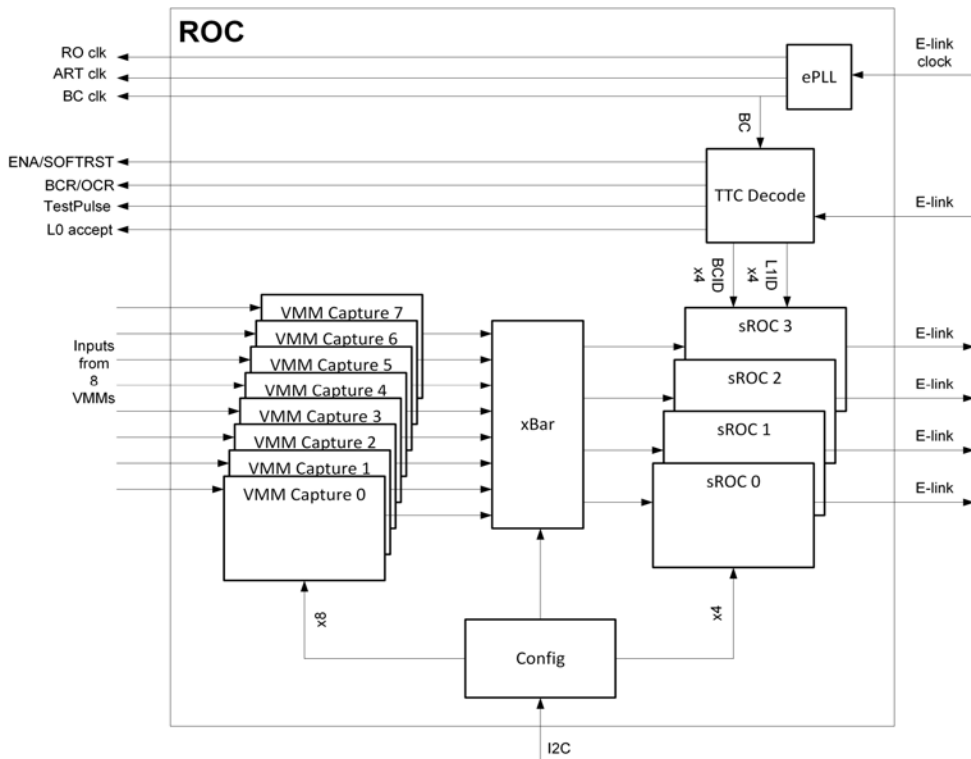 ROC
RO clk
ART clk
BC clk
ePLL
E-link
clock
BC
ENA/SOFTRST
BCR/OCR
TestPulse
L0 accept
TTC Decode
E-link
BCID
x4
L1ID
x4
VMM Capture 7
VMM Capture 6
VMM Capture 5
VMM Capture 4
VMM Capture 3
VMM Capture 2
VMM Capture 1
VMM Capture 0
Inputs
from
8
VMMs
xBar
sROC 3
sROC 2
sROC 1
sROC 0
E-link
E-link
E-link
E-link
x8
x4
Config
I2C